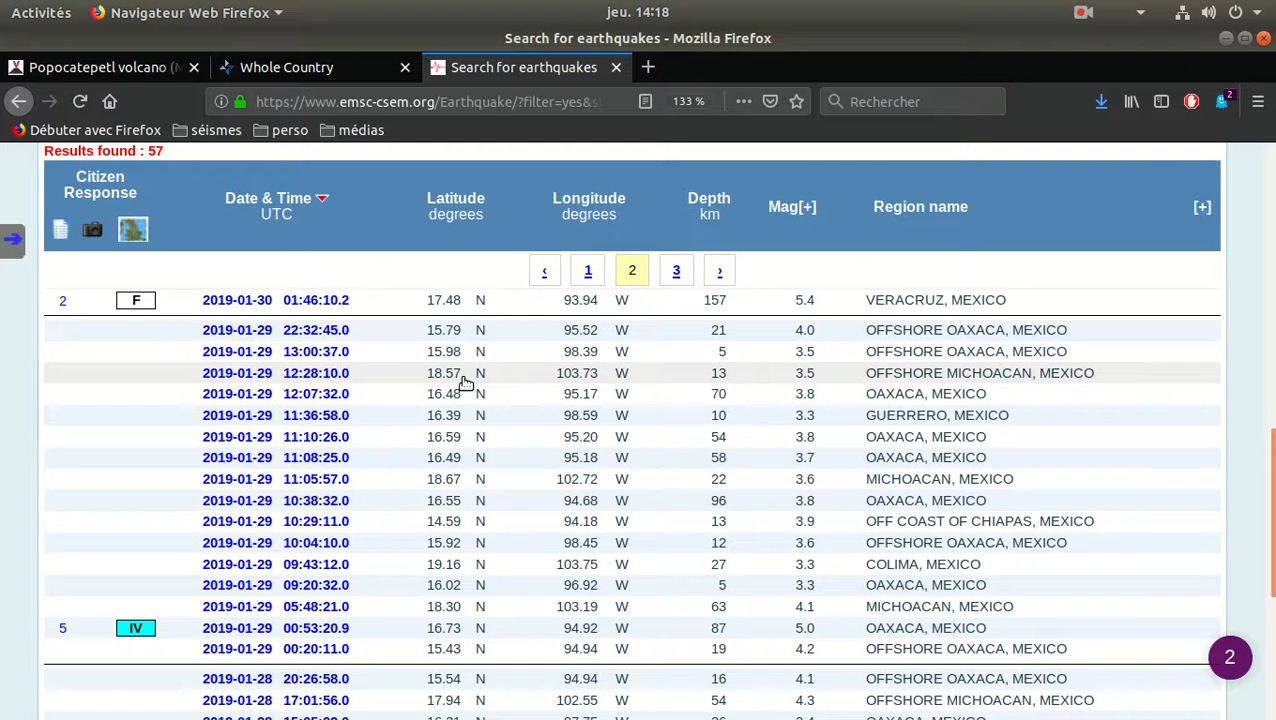 Activités Navigateur Web Firefox jeu. 14:18
Search for earthquakes - Mozilla Firefox
Popocatepetl volcano (M Whole Country Search for earthquakes
https://www.emsc-csem.org/Earthquake/?filter=yes&s 133 % Rechercher 2
Débuter avec Firefox séismes perso médias
Results found : 57
Citizen Response Date & Time UTC Latitude degrees Longitude degrees Depth km Mag[+] Region name [+]
‹ 1 2 3 ›
2 F 2019-01-30 01:46:10.2 17.48 N 93.94 W 157 5.4 VERACRUZ, MEXICO
2019-01-29 22:32:45.0 15.79 N 95.52 W 21 4.0 OFFSHORE OAXACA, MEXICO
2019-01-29 13:00:37.0 15.98 N 98.39 W 5 3.5 OFFSHORE OAXACA, MEXICO
2019-01-29 12:28:10.0 18.57 N 103.73 W 13 3.5 OFFSHORE MICHOACAN, MEXICO
2019-01-29 12:07:32.0 16.48 N 95.17 W 70 3.8 OAXACA, MEXICO
2019-01-29 11:36:58.0 16.39 N 98.59 W 10 3.3 GUERRERO, MEXICO
2019-01-29 11:10:26.0 16.59 N 95.20 W 54 3.8 OAXACA, MEXICO
2019-01-29 11:08:25.0 16.49 N 95.18 W 58 3.7 OAXACA, MEXICO
2019-01-29 11:05:57.0 18.67 N 102.72 W 22 3.6 MICHOACAN, MEXICO
2019-01-29 10:38:32.0 16.55 N 94.68 W 96 3.8 OAXACA, MEXICO
2019-01-29 10:29:11.0 14.59 N 94.18 W 13 3.9 OFF COAST OF CHIAPAS, MEXICO
2019-01-29 10:04:10.0 15.92 N 98.45 W 12 3.6 OFFSHORE OAXACA, MEXICO
2019-01-29 09:43:12.0 19.16 N 103.75 W 27 3.3 COLIMA, MEXICO
2019-01-29 09:20:32.0 16.02 N 96.92 W 5 3.3 OAXACA, MEXICO
2019-01-29 05:48:21.0 18.30 N 103.19 W 63 4.1 MICHOACAN, MEXICO
5 IV 2019-01-29 00:53:20.9 16.73 N 94.92 W 87 5.0 OAXACA, MEXICO
2019-01-29 00:20:11.0 15.43 N 94.94 W 19 4.2 OFFSHORE OAXACA, MEXICO
2
2019-01-28 20:26:58.0 15.54 N 94.94 W 16 4.1 OFFSHORE OAXACA, MEXICO
2019-01-28 17:01:56.0 17.94 N 102.55 W 54 4.3 OFFSHORE MICHOACAN, MEXICO